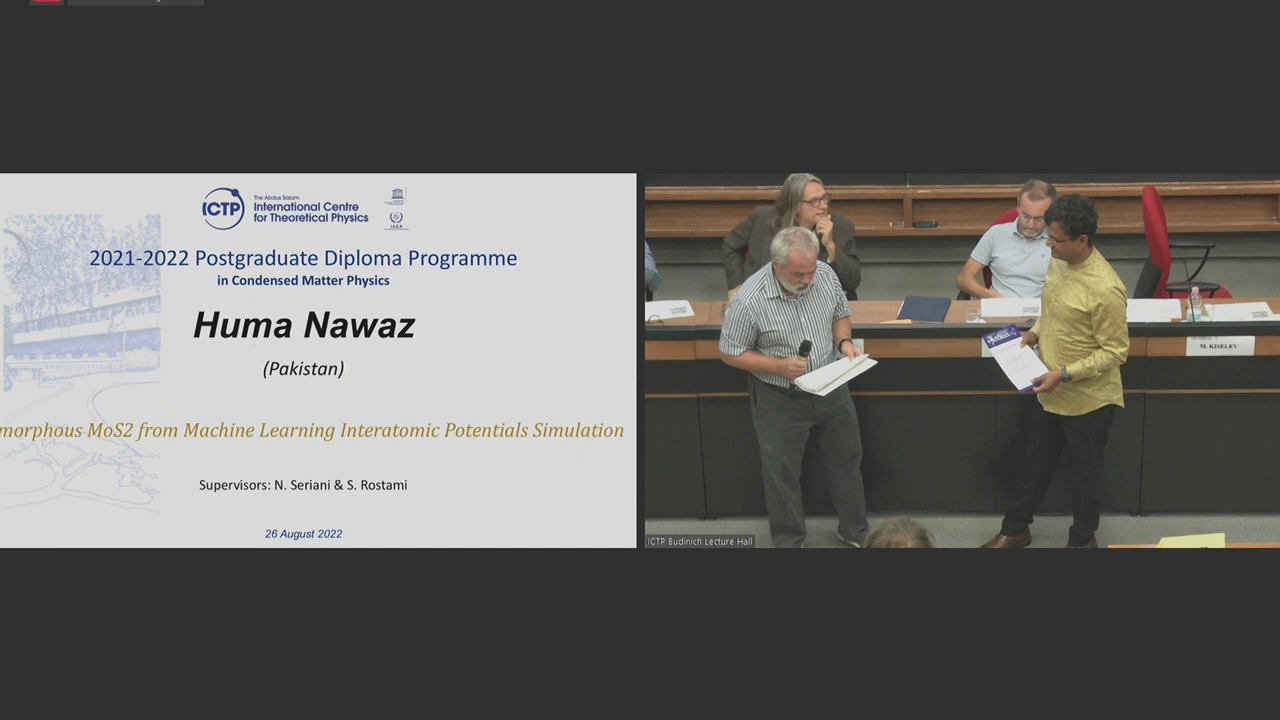 ICTP
The Abdus Salam
International Centre
for Theoretical Physics
IAEA
2021-2022 Postgraduate Diploma Programme
in Condensed Matter Physics
Huma Nawaz
(Pakistan)
morphous MoS2 from Machine Learning Interatomic Potentials Simulation
Supervisors: N. Seriani & S. Rostami
26 August 2022
M. KISELEV
ICTP Budinich Lecture Hall